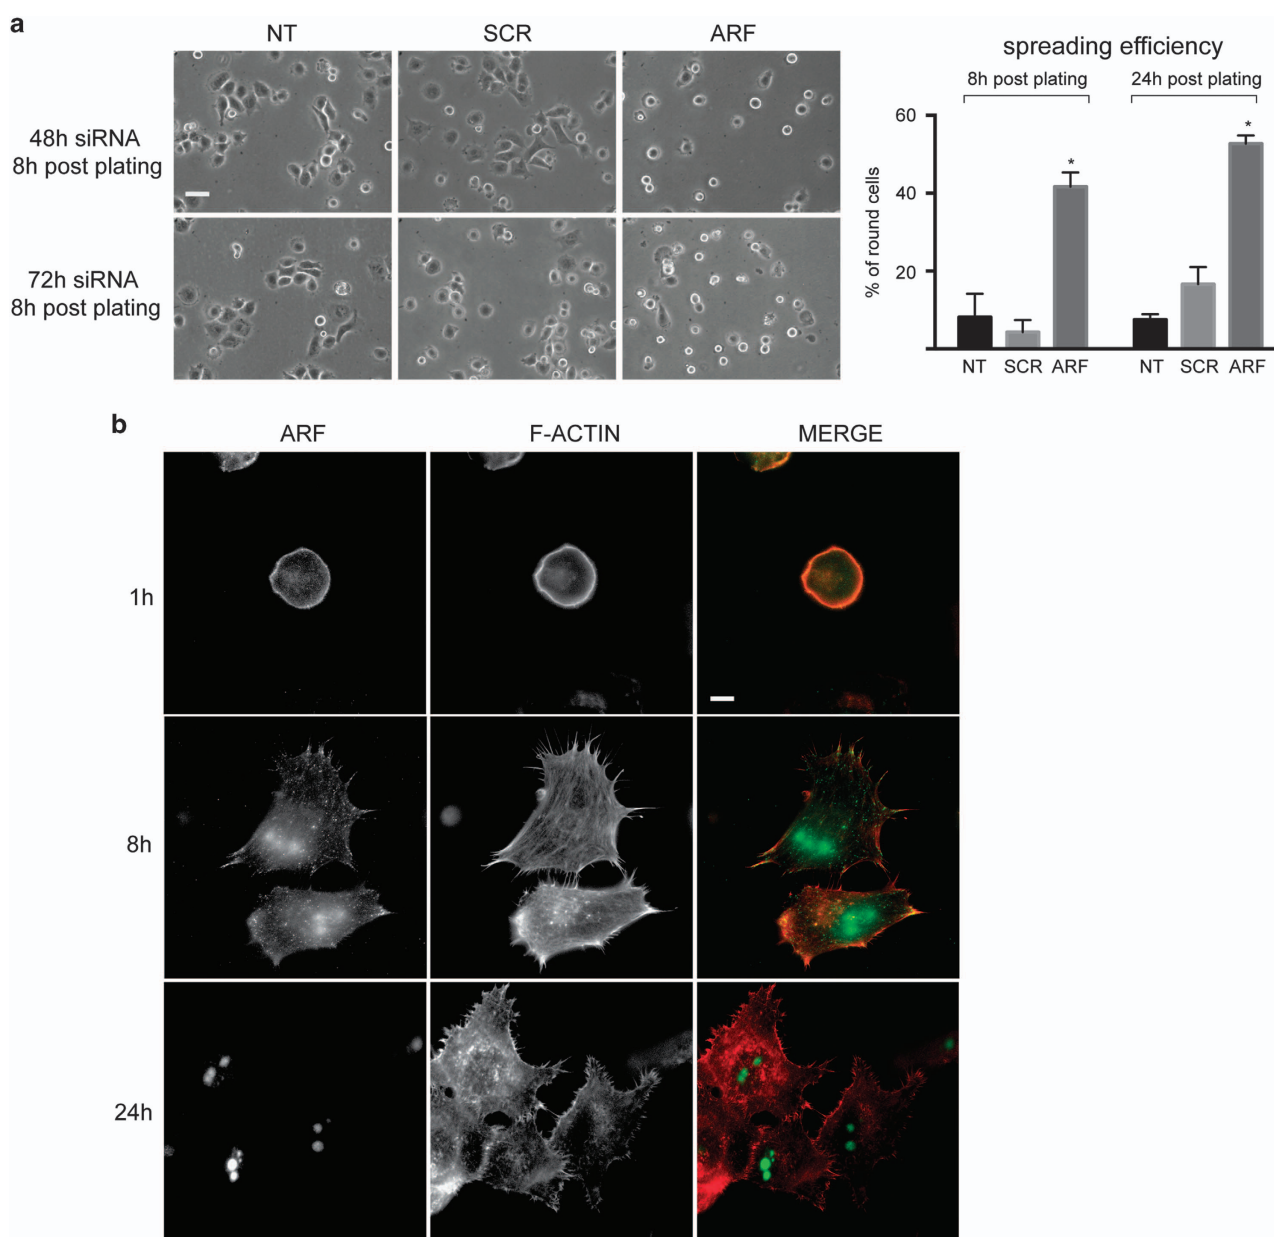 a
NT SCR ARF
48h siRNA
8h post plating
72h siRNA
8h post plating
spreading efficiency
8h post plating 24h post plating
% of round cells
60
40
20
* *
NT SCR ARF NT SCR ARF
b
ARF F-ACTIN MERGE
1h
8h
24h